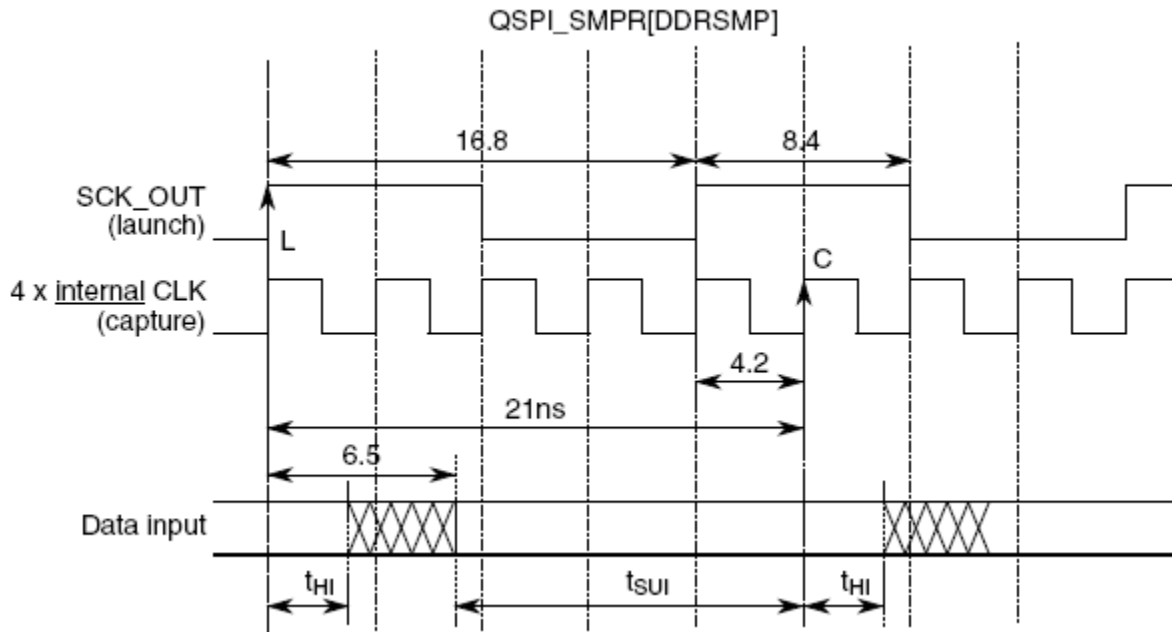 QSPI_SMPR[DDRSMP]
16.8
8.4
SCK_OUT
(launch)
L
C
4 x internal CLK
(capture)
4.2
21ns
6.5
Data input
tHI
tSUI
tHI